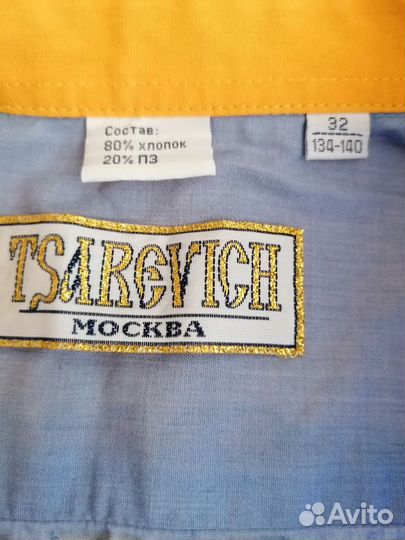 Состав:
80% хлопок
20% ПЭ
32
134-140
TSAREVICH
МОСКВА
Avito